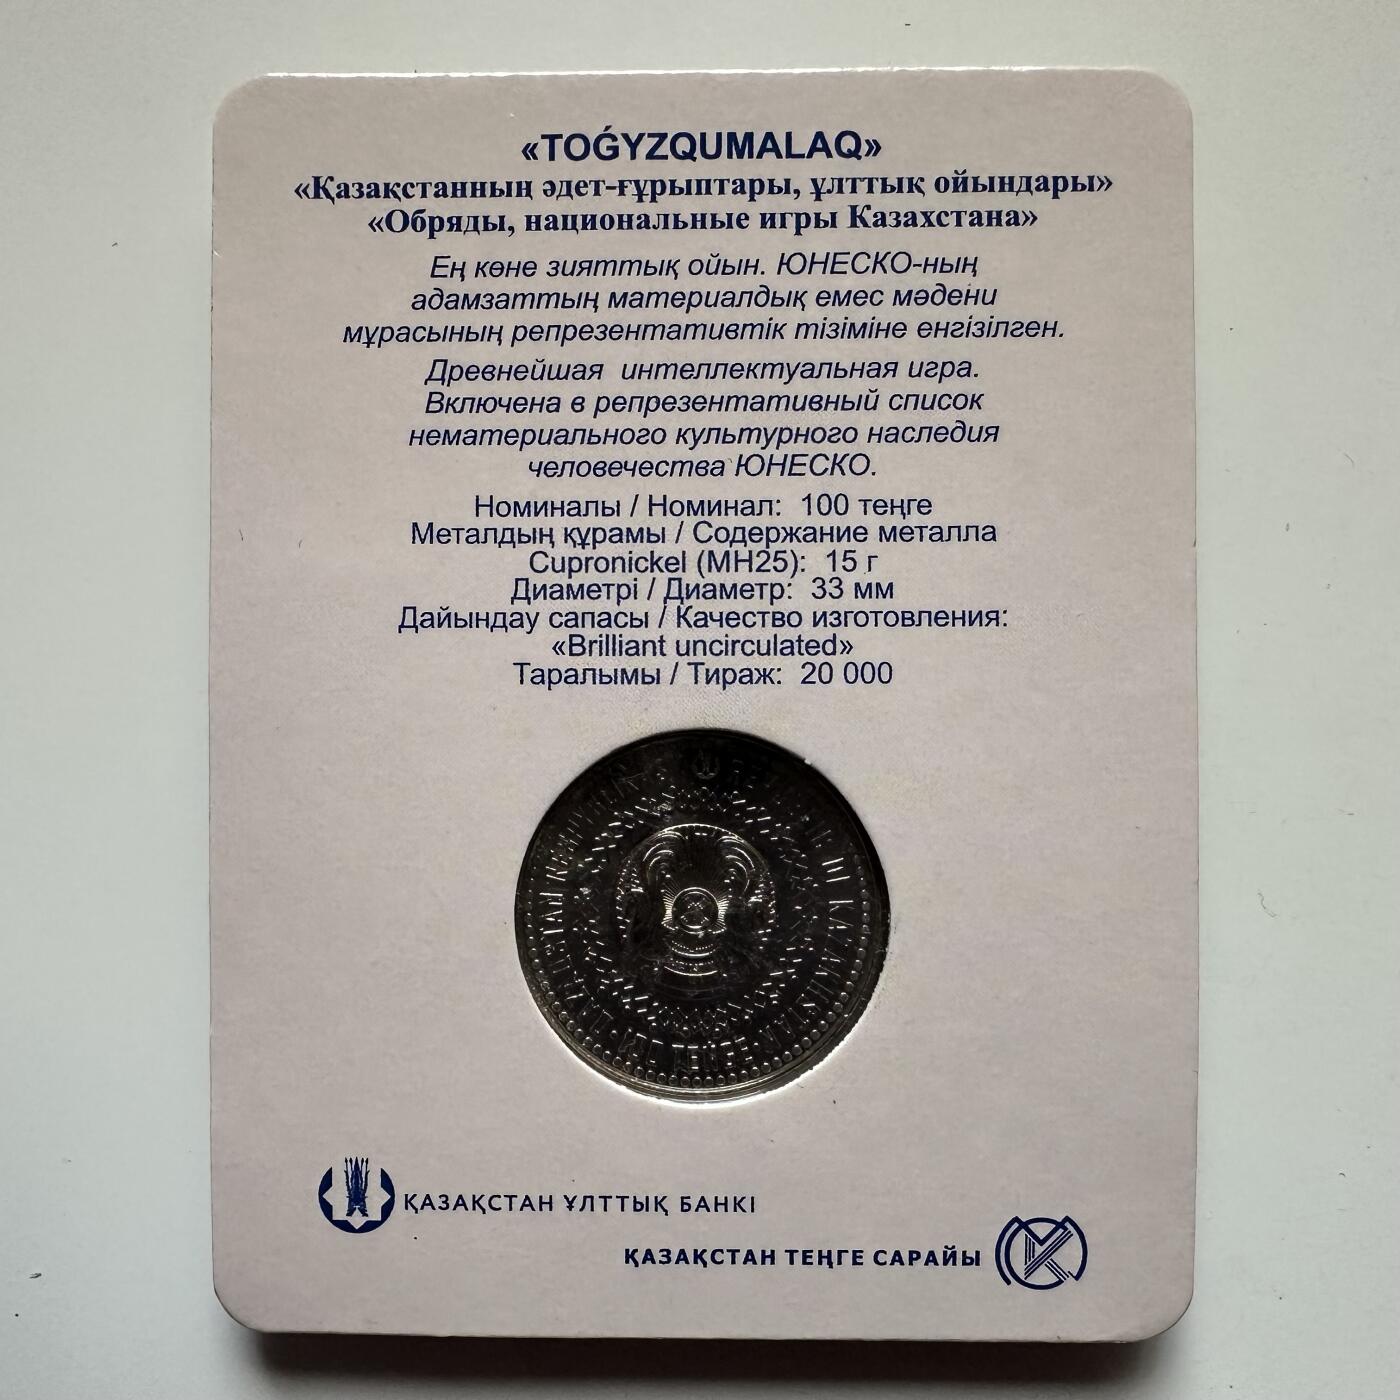 «TOǴYZQUMALAQ»
«Қазақстанның әдет-ғұрыптары, ұлттық ойындары»
«Обряды, национальные игры Казахстана»
Ең көне зияттық ойын. ЮНЕСКО-ның
адамзаттың материалдық емес мәдени
мұрасының репрезентативтік тізіміне енгізілген.
Древнейшая интеллектуальная игра.
Включена в репрезентативный список
нематериального культурного наследия
человечества ЮНЕСКО.
Номиналы / Номинал: 100 теңге
Металдың құрамы / Содержание металла
Cupronickel (МН25): 15 г
Диаметрі / Диаметр: 33 мм
Дайындау сапасы / Качество изготовления:
«Brilliant uncirculated»
Таралымы / Тираж: 20 000
ҚАЗАҚСТАН ҰЛТТЫҚ БАНКІ
ҚАЗАҚСТАН ТЕҢГЕ САРАЙЫ